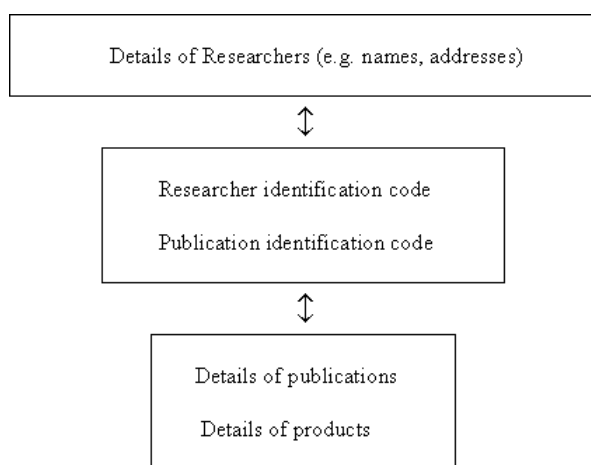 Details of Researchers (e.g. names, addresses)
Researcher identification code
Publication identification code
Details of publications
Details of products